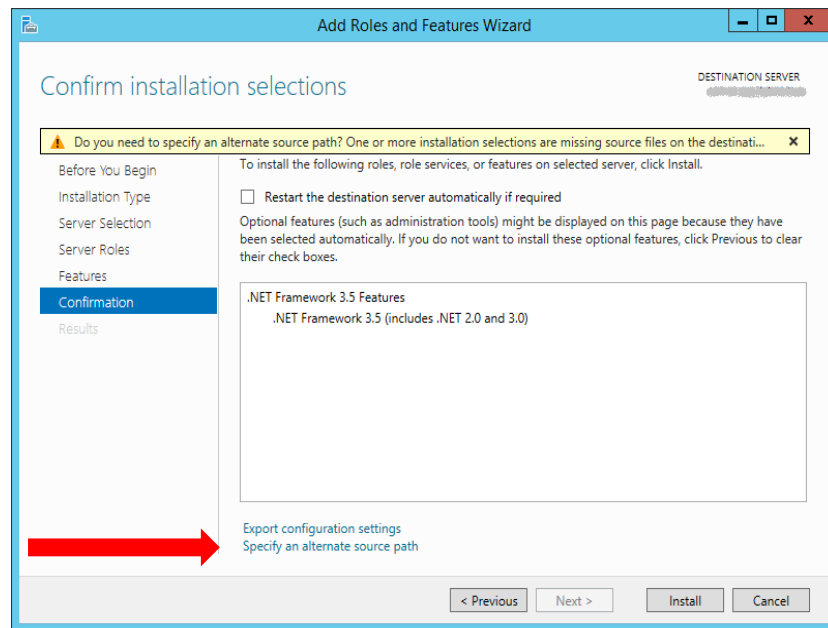 Add Roles and Features Wizard
Confirm installation selections
DESTINATION SERVER
Do you need to specify an alternate source path? One or more installation selections are missing source files on the destinati...
Before You Begin
Installation Type
Server Selection
Server Roles
Features
Confirmation
Results
To install the following roles, role services, or features on selected server, click Install.
Restart the destination server automatically if required
Optional features (such as administration tools) might be displayed on this page because they have
been selected automatically. If you do not want to install these optional features, click Previous to clear
their check boxes.
.NET Framework 3.5 Features
.NET Framework 3.5 (includes .NET 2.0 and 3.0)
Export configuration settings
Specify an alternate source path
< Previous
Next >
Install
Cancel